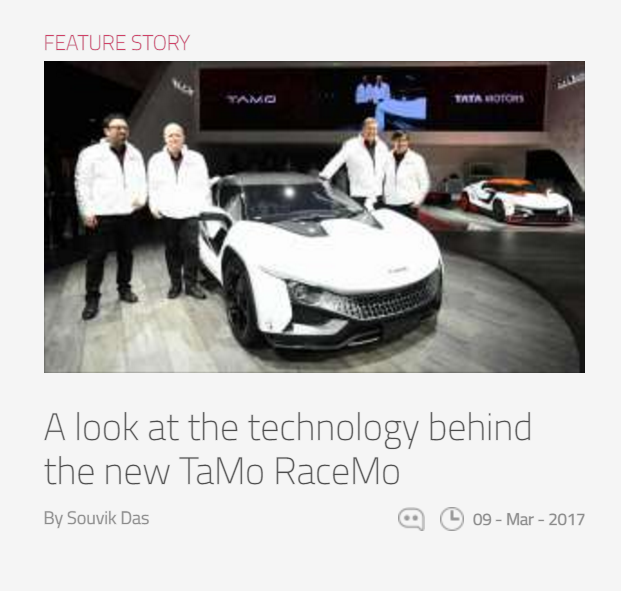 FEATURE STORY
TAMO
TATA MOTORS
A look at the technology behind
the new TaMo RaceMo
By Souvik Das
09 - Mar - 2017